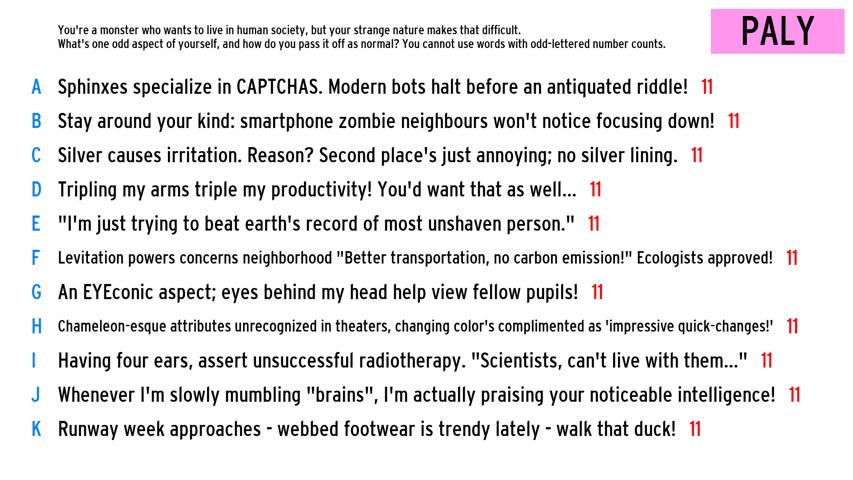 You're a monster who wants to live in human society, but your strange nature makes that difficult.
What's one odd aspect of yourself, and how do you pass it off as normal? You cannot use words with odd-lettered number counts.
PALY
A Sphinxes specialize in CAPTCHAS. Modern bots halt before an antiquated riddle! 11
B Stay around your kind: smartphone zombie neighbours won't notice focusing down! 11
C Silver causes irritation. Reason? Second place's just annoying; no silver lining. 11
D Tripling my arms triple my productivity! You'd want that as well... 11
E "I'm just trying to beat earth's record of most unshaven person." 11
F Levitation powers concerns neighborhood "Better transportation, no carbon emission!" Ecologists approved! 11
G An EYEconic aspect; eyes behind my head help view fellow pupils! 11
H Chameleon-esque attributes unrecognized in theaters, changing color's complimented as 'impressive quick-changes!' 11
I Having four ears, assert unsuccessful radiotherapy. "Scientists, can't live with them..." 11
J Whenever I'm slowly mumbling "brains", I'm actually praising your noticeable intelligence! 11
K Runway week approaches - webbed footwear is trendy lately - walk that duck! 11